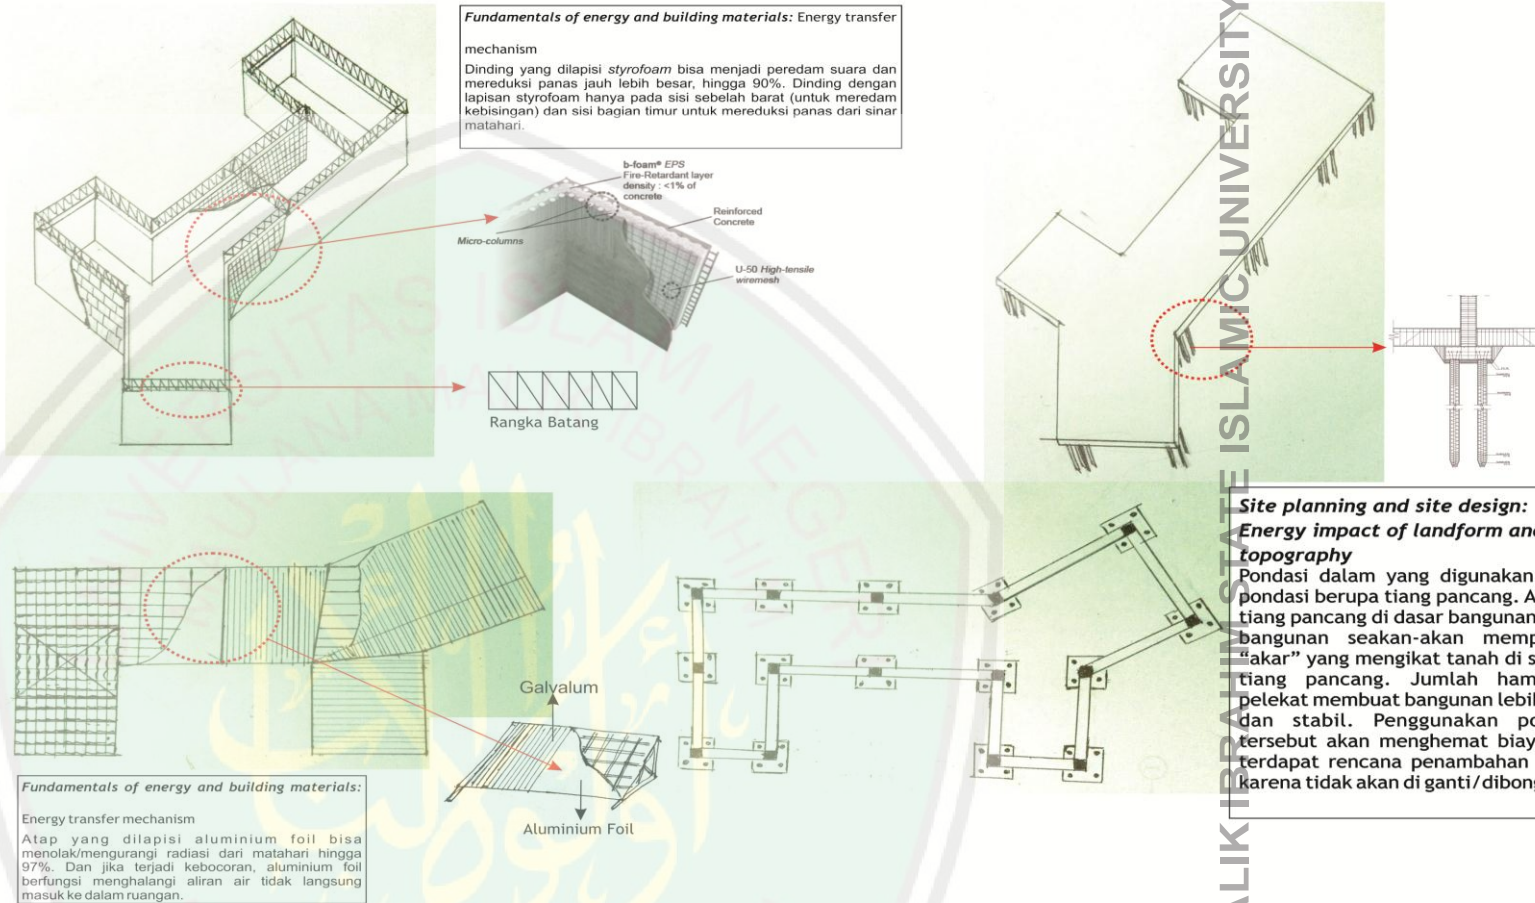 Fundamentals of energy and building materials: Energy transfer
mechanism
Dinding yang dilapisi styrofoam bisa menjadi peredam suara dan
mereduksi panas jauh lebih besar, hingga 90%. Dinding dengan
lapisan styrofoam hanya pada sisi sebelah barat (untuk meredam
kebisingan) dan sisi bagian timur untuk mereduksi panas dari sinar
matahari.
b-foam® EPS
Fire-Retardant layer
density : <1% of
concrete
Reinforced
Concrete
Micro-columns
U-50 High-tensile
wiremesh
Rangka Batang
Galvalum
Aluminium Foil
Fundamentals of energy and building materials:
Energy transfer mechanism
Atap yang dilapisi aluminium foil bisa
menolak/mengurangi radiasi dari matahari hingga
97%. Dan jika terjadi kebocoran, aluminium foil
berfungsi menghalangi aliran air tidak langsung
masuk ke dalam ruangan.
Site planning and site design:
Energy impact of landform and
topography
Pondasi dalam yang digunakan
pondasi berupa tiang pancang. A
tiang pancang di dasar bangunan
bangunan seakan-akan memp
“akar” yang mengikat tanah di s
tiang pancang. Jumlah ham
pelekat membuat bangunan lebih
dan stabil. Penggunakan po
tersebut akan menghemat biay
terdapat rencana penambahan
karena tidak akan di ganti/dibong
UNIVERSITAS ISLAM NEGERI
MAULANA MALIK IBRAHIM
ALIK IBRAHIM STATE ISLAMIC UNIVERSITY